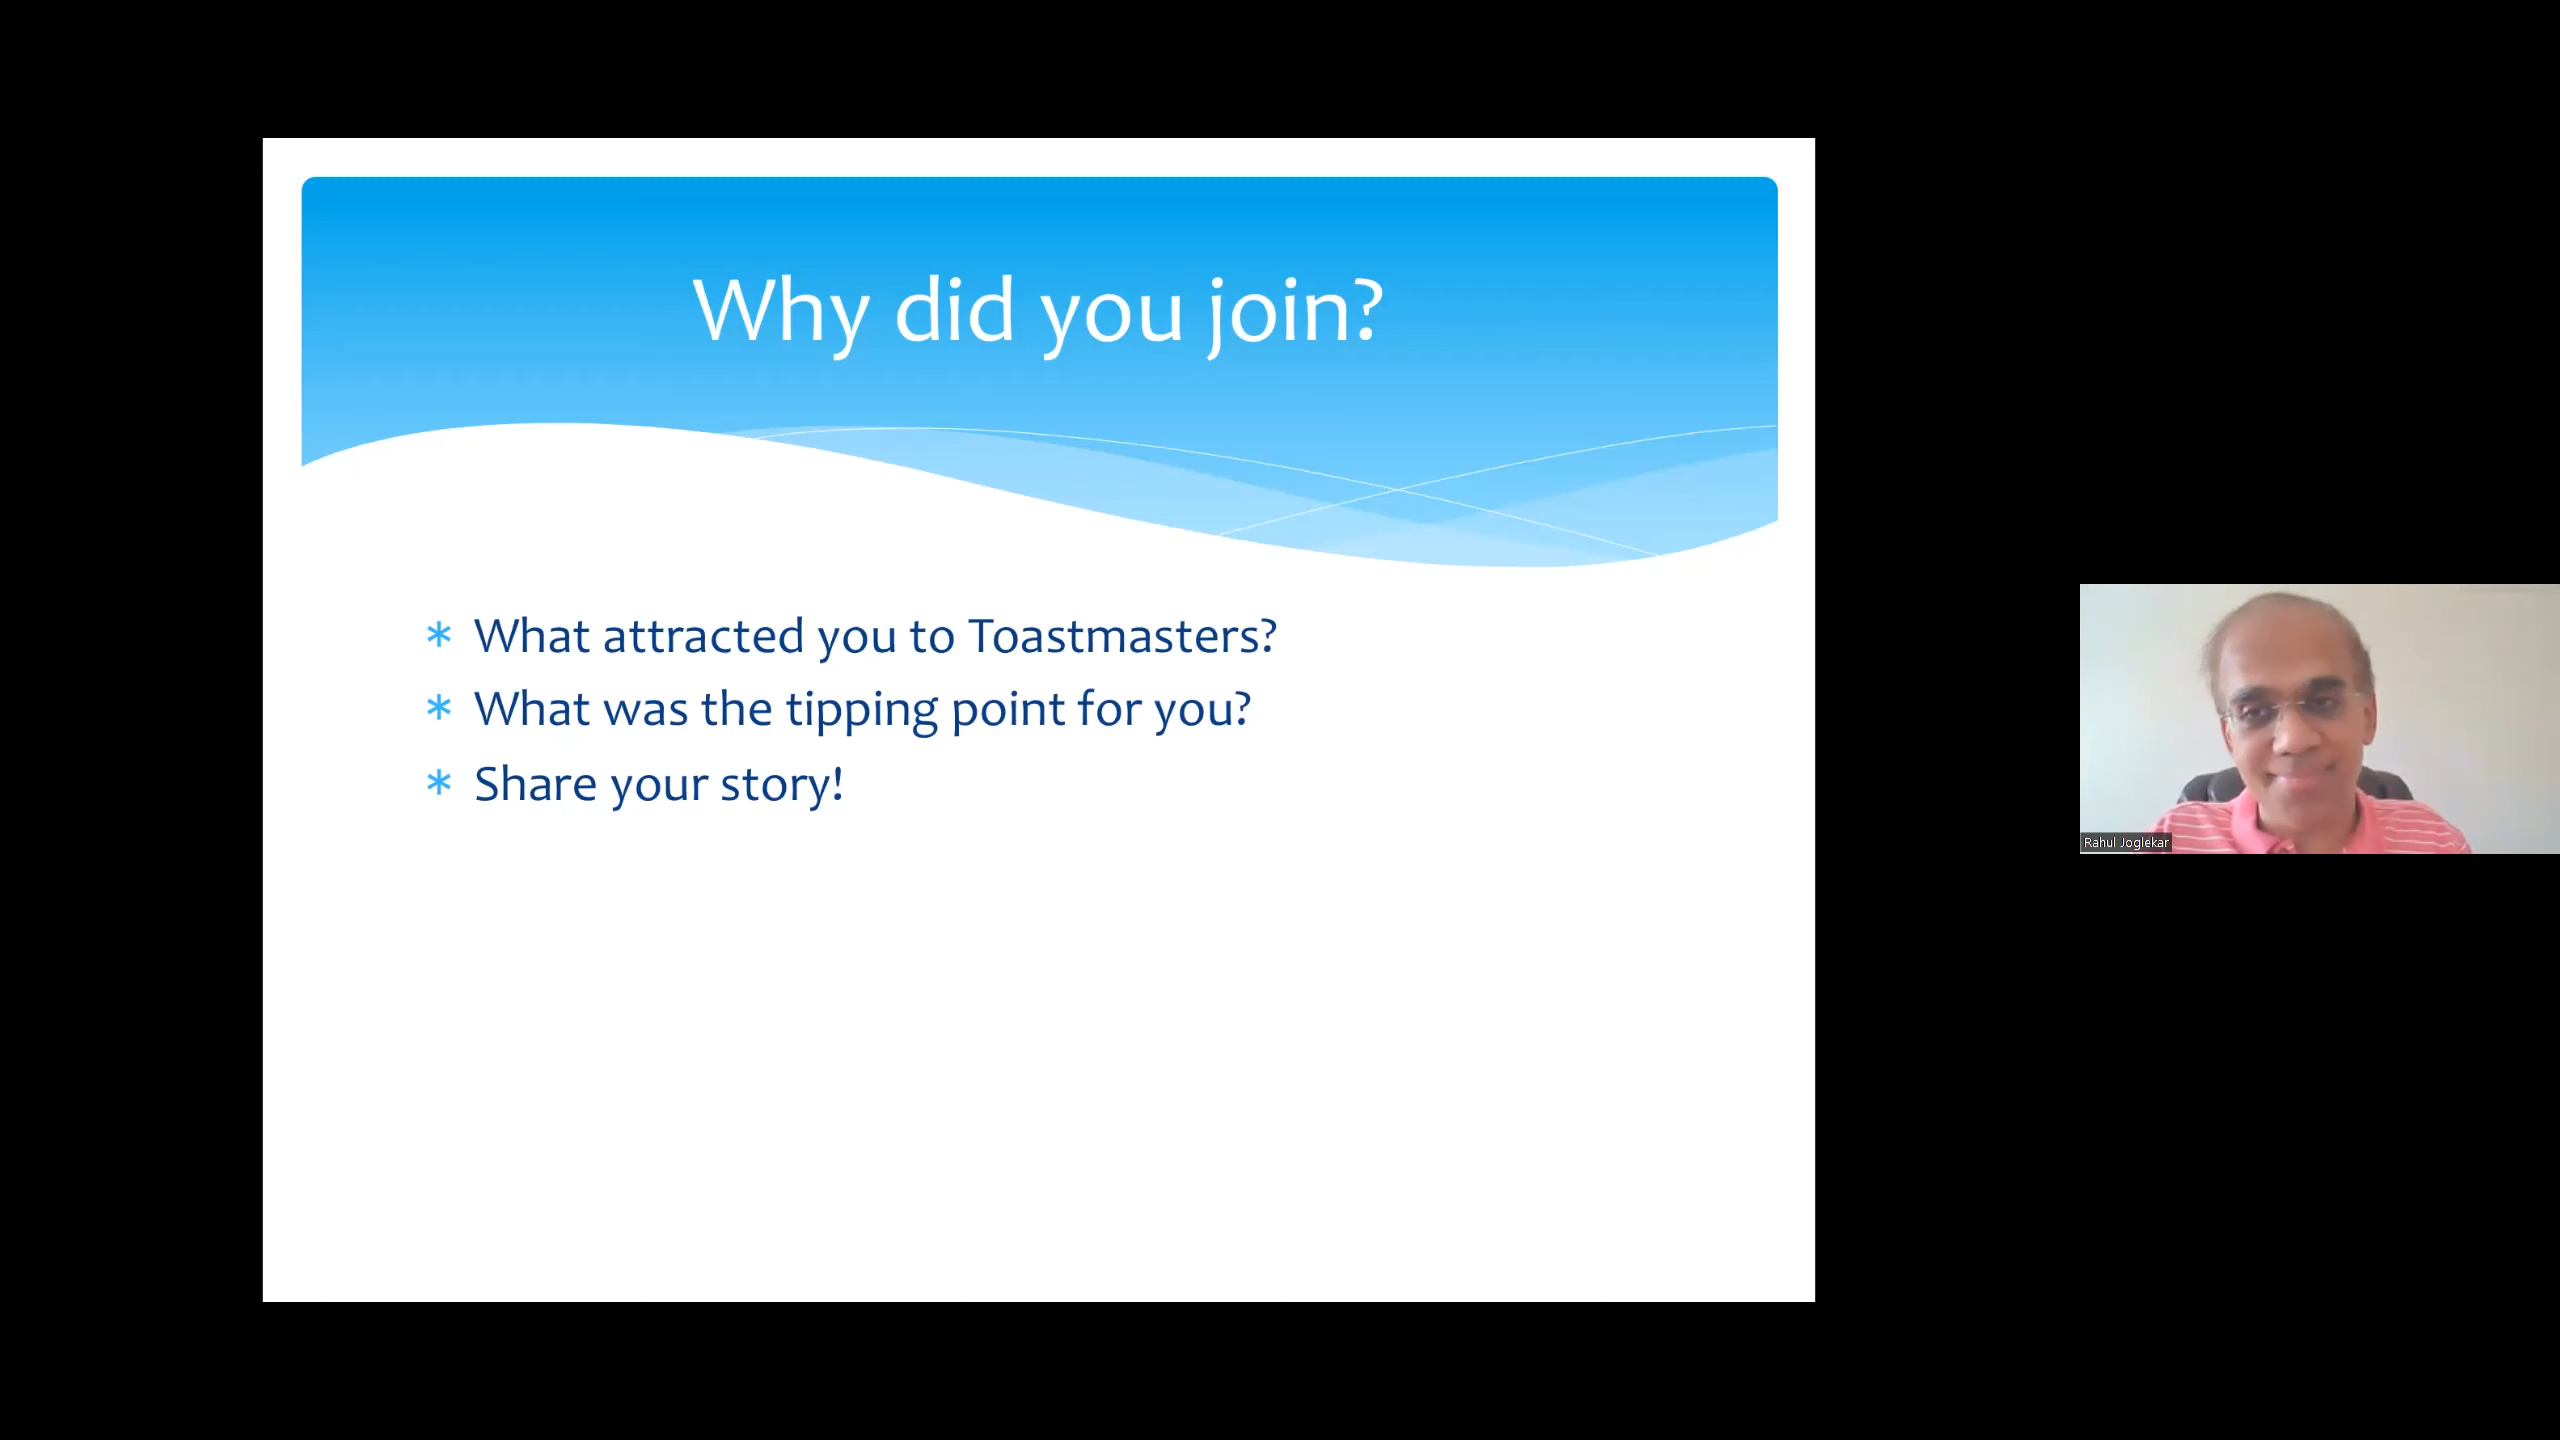 Why did you join?
* What attracted you to Toastmasters?
* What was the tipping point for you?
* Share your story!
Rahul Joglekar